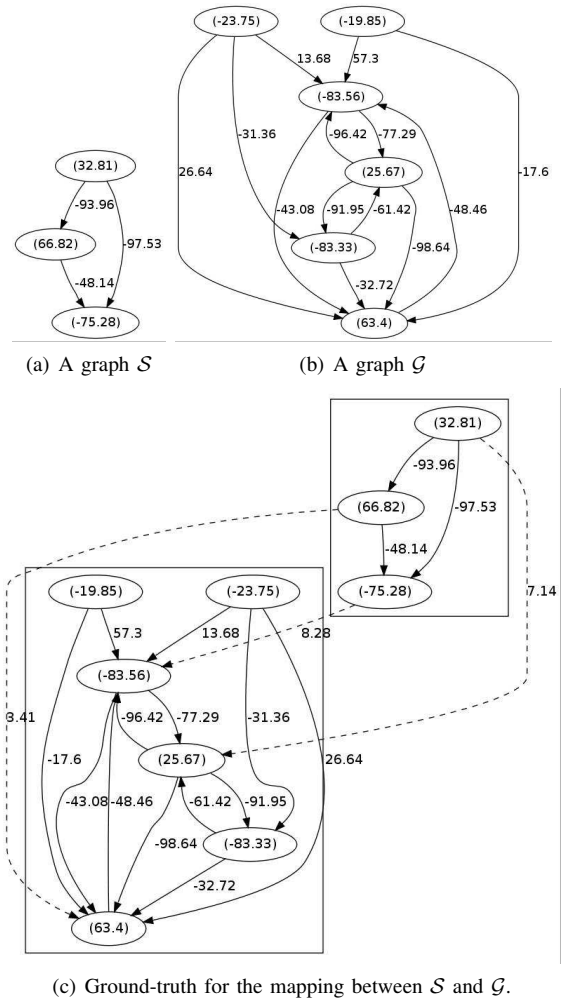 (-23.75) (-19.85)
13.68 57.3
(-83.56)
-31.36 -96.42 -77.29
(32.81)
26.64 (25.67) -17.6
-93.96 -43.08 -91.95 -61.42 -48.46
(66.82) -97.53 (-83.33) -98.64
-48.14 -32.72
(-75.28) (63.4)
(a) A graph S (b) A graph G
(32.81)
-93.96
(66.82) -97.53
-48.14
(-19.85) (-23.75) (-75.28) 7.14
57.3 13.68 8.28
(-83.56)
3.41 -96.42 -77.29 -31.36
-17.6 (25.67) 26.64
-43.08 -48.46 -61.42 -91.95
-98.64 (-83.33)
-32.72
(63.4)
(c) Ground-truth for the mapping between S and G.